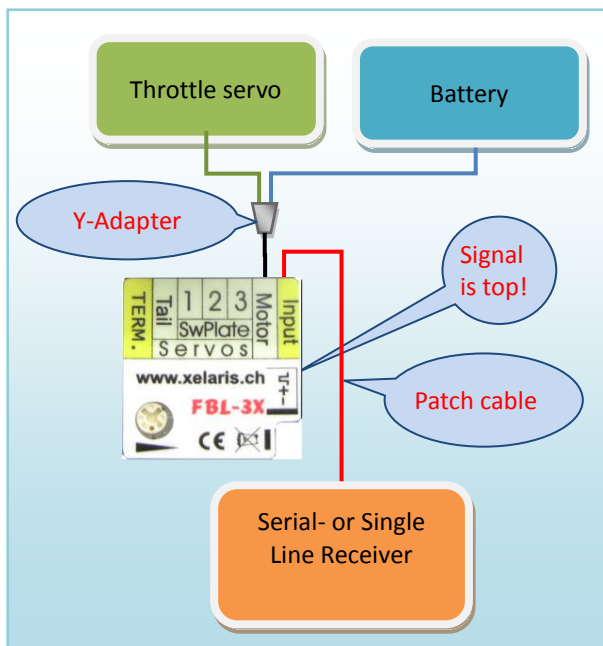 Throttle servo
Battery
Y-Adapter
Signal
is top!
TERM.
Tail
1 2 3
SwPlate
Servos
Motor
Input
www.xelaris.ch
FBL-3X
CE
Patch cable
Serial- or Single
Line Receiver